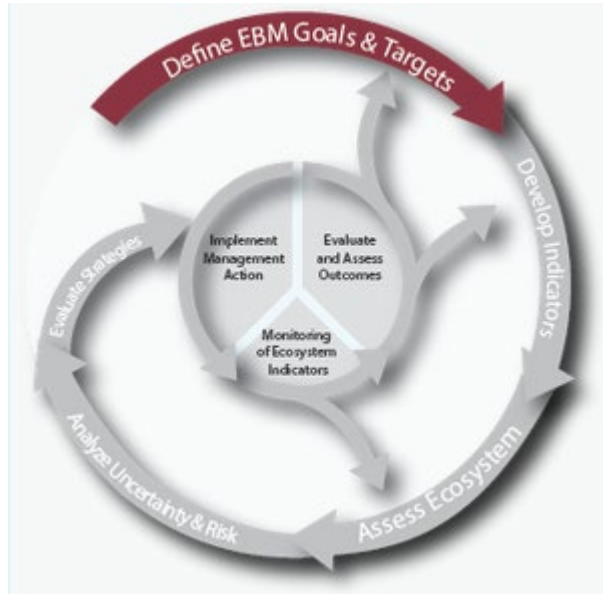 Define EBM Goals & Targets
Develop Indicators
Assess Ecosystem
Analyze Uncertainty & Risk
Evaluate Strategies
Implement
Management
Action
Evaluate
and Assess
Outcomes
Monitoring
of Ecosystem
Indicators